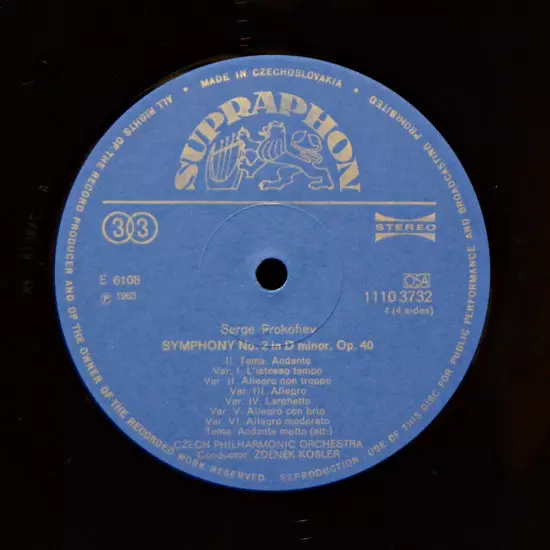 MADE IN CZECHOSLOVAKIA
ALL RIGHTS OF THE RECORD PRODUCER AND OF THE OWNER OF THE RECORDED WORK RESERVED. REPRODUCTION USE OF THIS DISC FOR PUBLIC PERFORMANCE AND BROADCASTING PROHIBITED
SUPRAPHON
33
STEREO
E 6108
Ⓟ 1983
OSA
1110 3732
4 (4 sides)
Serge Prokofiev
SYMPHONY No. 2 in D minor, Op. 40
II. Tema. Andante
Var. I. L'istesso tempo
Var. II. Allegro non troppo
Var. III. Allegro
Var. IV. Larghetto
Var. V. Allegro con brio
Var. VI. Allegro moderato
Tema. Andante molto
CZECH PHILHARMONIC ORCHESTRA
Conductor: ZDENĚK KOŠLER